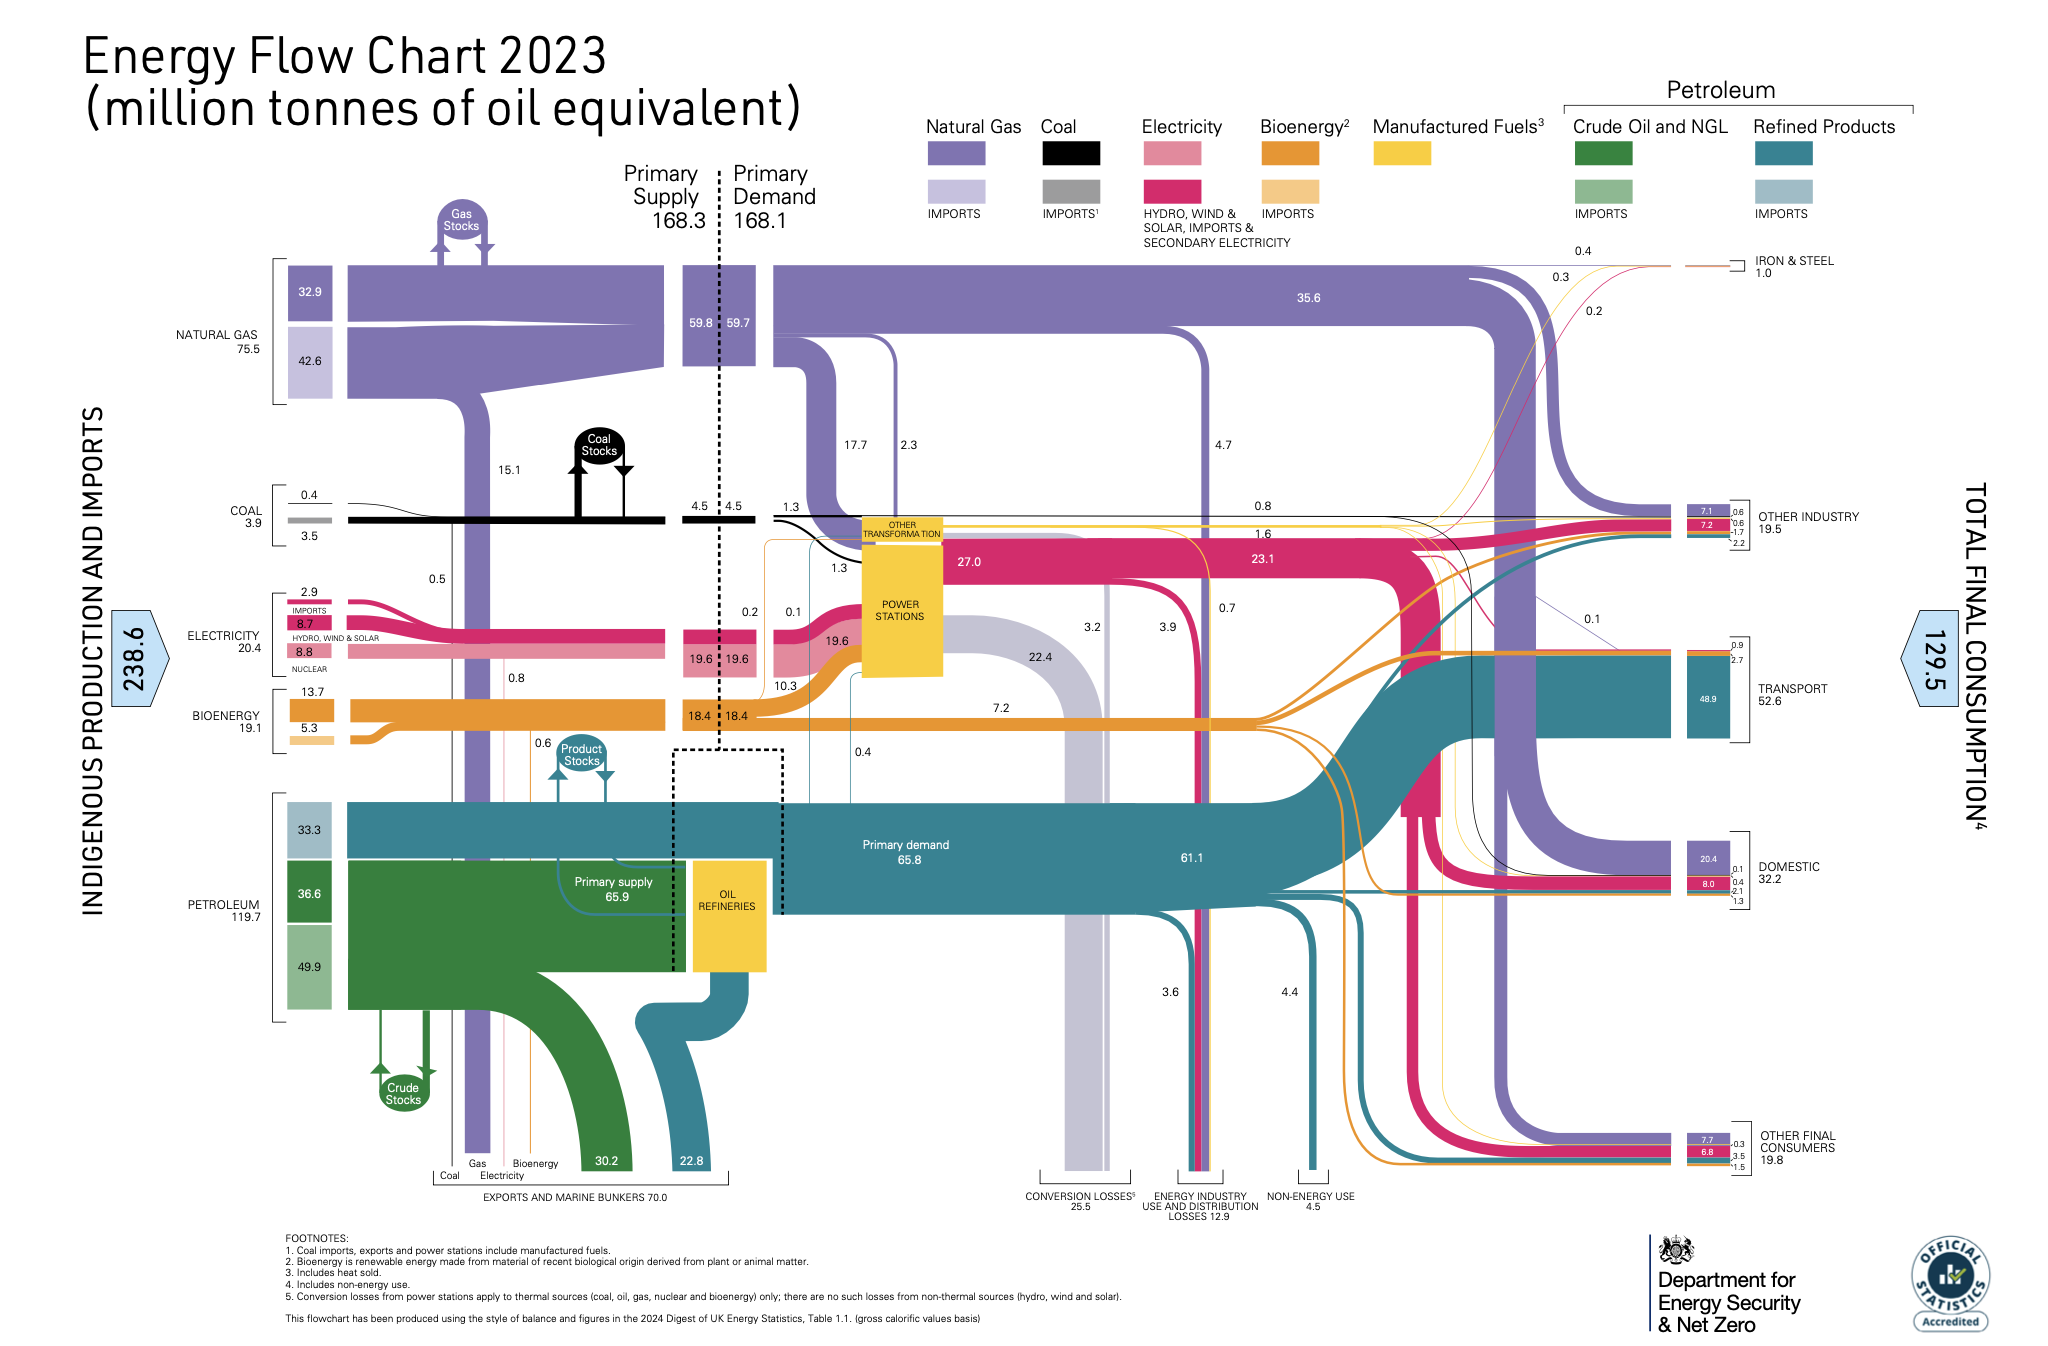 Energy Flow Chart 2023
(million tonnes of oil equivalent)
Petroleum
Natural Gas
Coal
Electricity
Bioenergy2
Manufactured Fuels3
Crude Oil and NGL
Refined Products
IMPORTS
IMPORTS1
HYDRO, WIND &
SOLAR, IMPORTS &
SECONDARY ELECTRICITY
IMPORTS
IMPORTS
IMPORTS
Primary
Supply
168.3
Primary
Demand
168.1
INDIGENOUS PRODUCTION AND IMPORTS
238.6
Gas
Stocks
NATURAL GAS
75.5
32.9
42.6
59.8
59.7
35.6
15.1
17.7
2.3
4.7
Coal
Stocks
COAL
3.9
0.4
3.5
0.5
4.5
4.5
1.3
1.3
0.8
1.6
ELECTRICITY
20.4
2.9
IMPORTS
8.7
HYDRO, WIND & SOLAR
8.8
NUCLEAR
0.8
19.6
19.6
19.6
0.2
0.1
10.3
OTHER
TRANSFORMATION
POWER
STATIONS
27.0
23.1
22.4
3.2
3.9
0.7
BIOENERGY
19.1
13.7
5.3
0.6
18.4
18.4
7.2
0.4
Product
Stocks
PETROLEUM
119.7
33.3
36.6
49.9
Primary supply
65.9
OIL
REFINERIES
Primary demand
65.8
61.1
3.6
4.4
Crude
Stocks
30.2
22.8
Coal
Gas
Electricity
Bioenergy
EXPORTS AND MARINE BUNKERS 70.0
CONVERSION LOSSES5
25.5
ENERGY INDUSTRY
USE AND DISTRIBUTION
LOSSES 12.9
NON-ENERGY USE
4.5
0.4
0.3
0.2
IRON & STEEL
1.0
7.1
0.6
0.6
7.2
1.7
2.2
OTHER INDUSTRY
19.5
0.1
0.9
2.7
48.9
TRANSPORT
52.6
20.4
0.1
0.4
8.0
2.1
1.3
DOMESTIC
32.2
7.7
0.3
6.8
3.5
1.5
OTHER FINAL
CONSUMERS
19.8
TOTAL FINAL CONSUMPTION4
129.5
FOOTNOTES:
1. Coal imports, exports and power stations include manufactured fuels.
2. Bioenergy is renewable energy made from material of recent biological origin derived from plant or animal matter.
3. Includes heat sold.
4. Includes non-energy use.
5. Conversion losses from power stations apply to thermal sources (coal, oil, gas, nuclear and bioenergy) only; there are no such losses from non-thermal sources (hydro, wind and solar).
This flowchart has been produced using the style of balance and figures in the 2024 Digest of UK Energy Statistics, Table 1.1. (gross calorific values basis)
Department for
Energy Security
& Net Zero
OFFICIAL
STATISTICS
Accredited